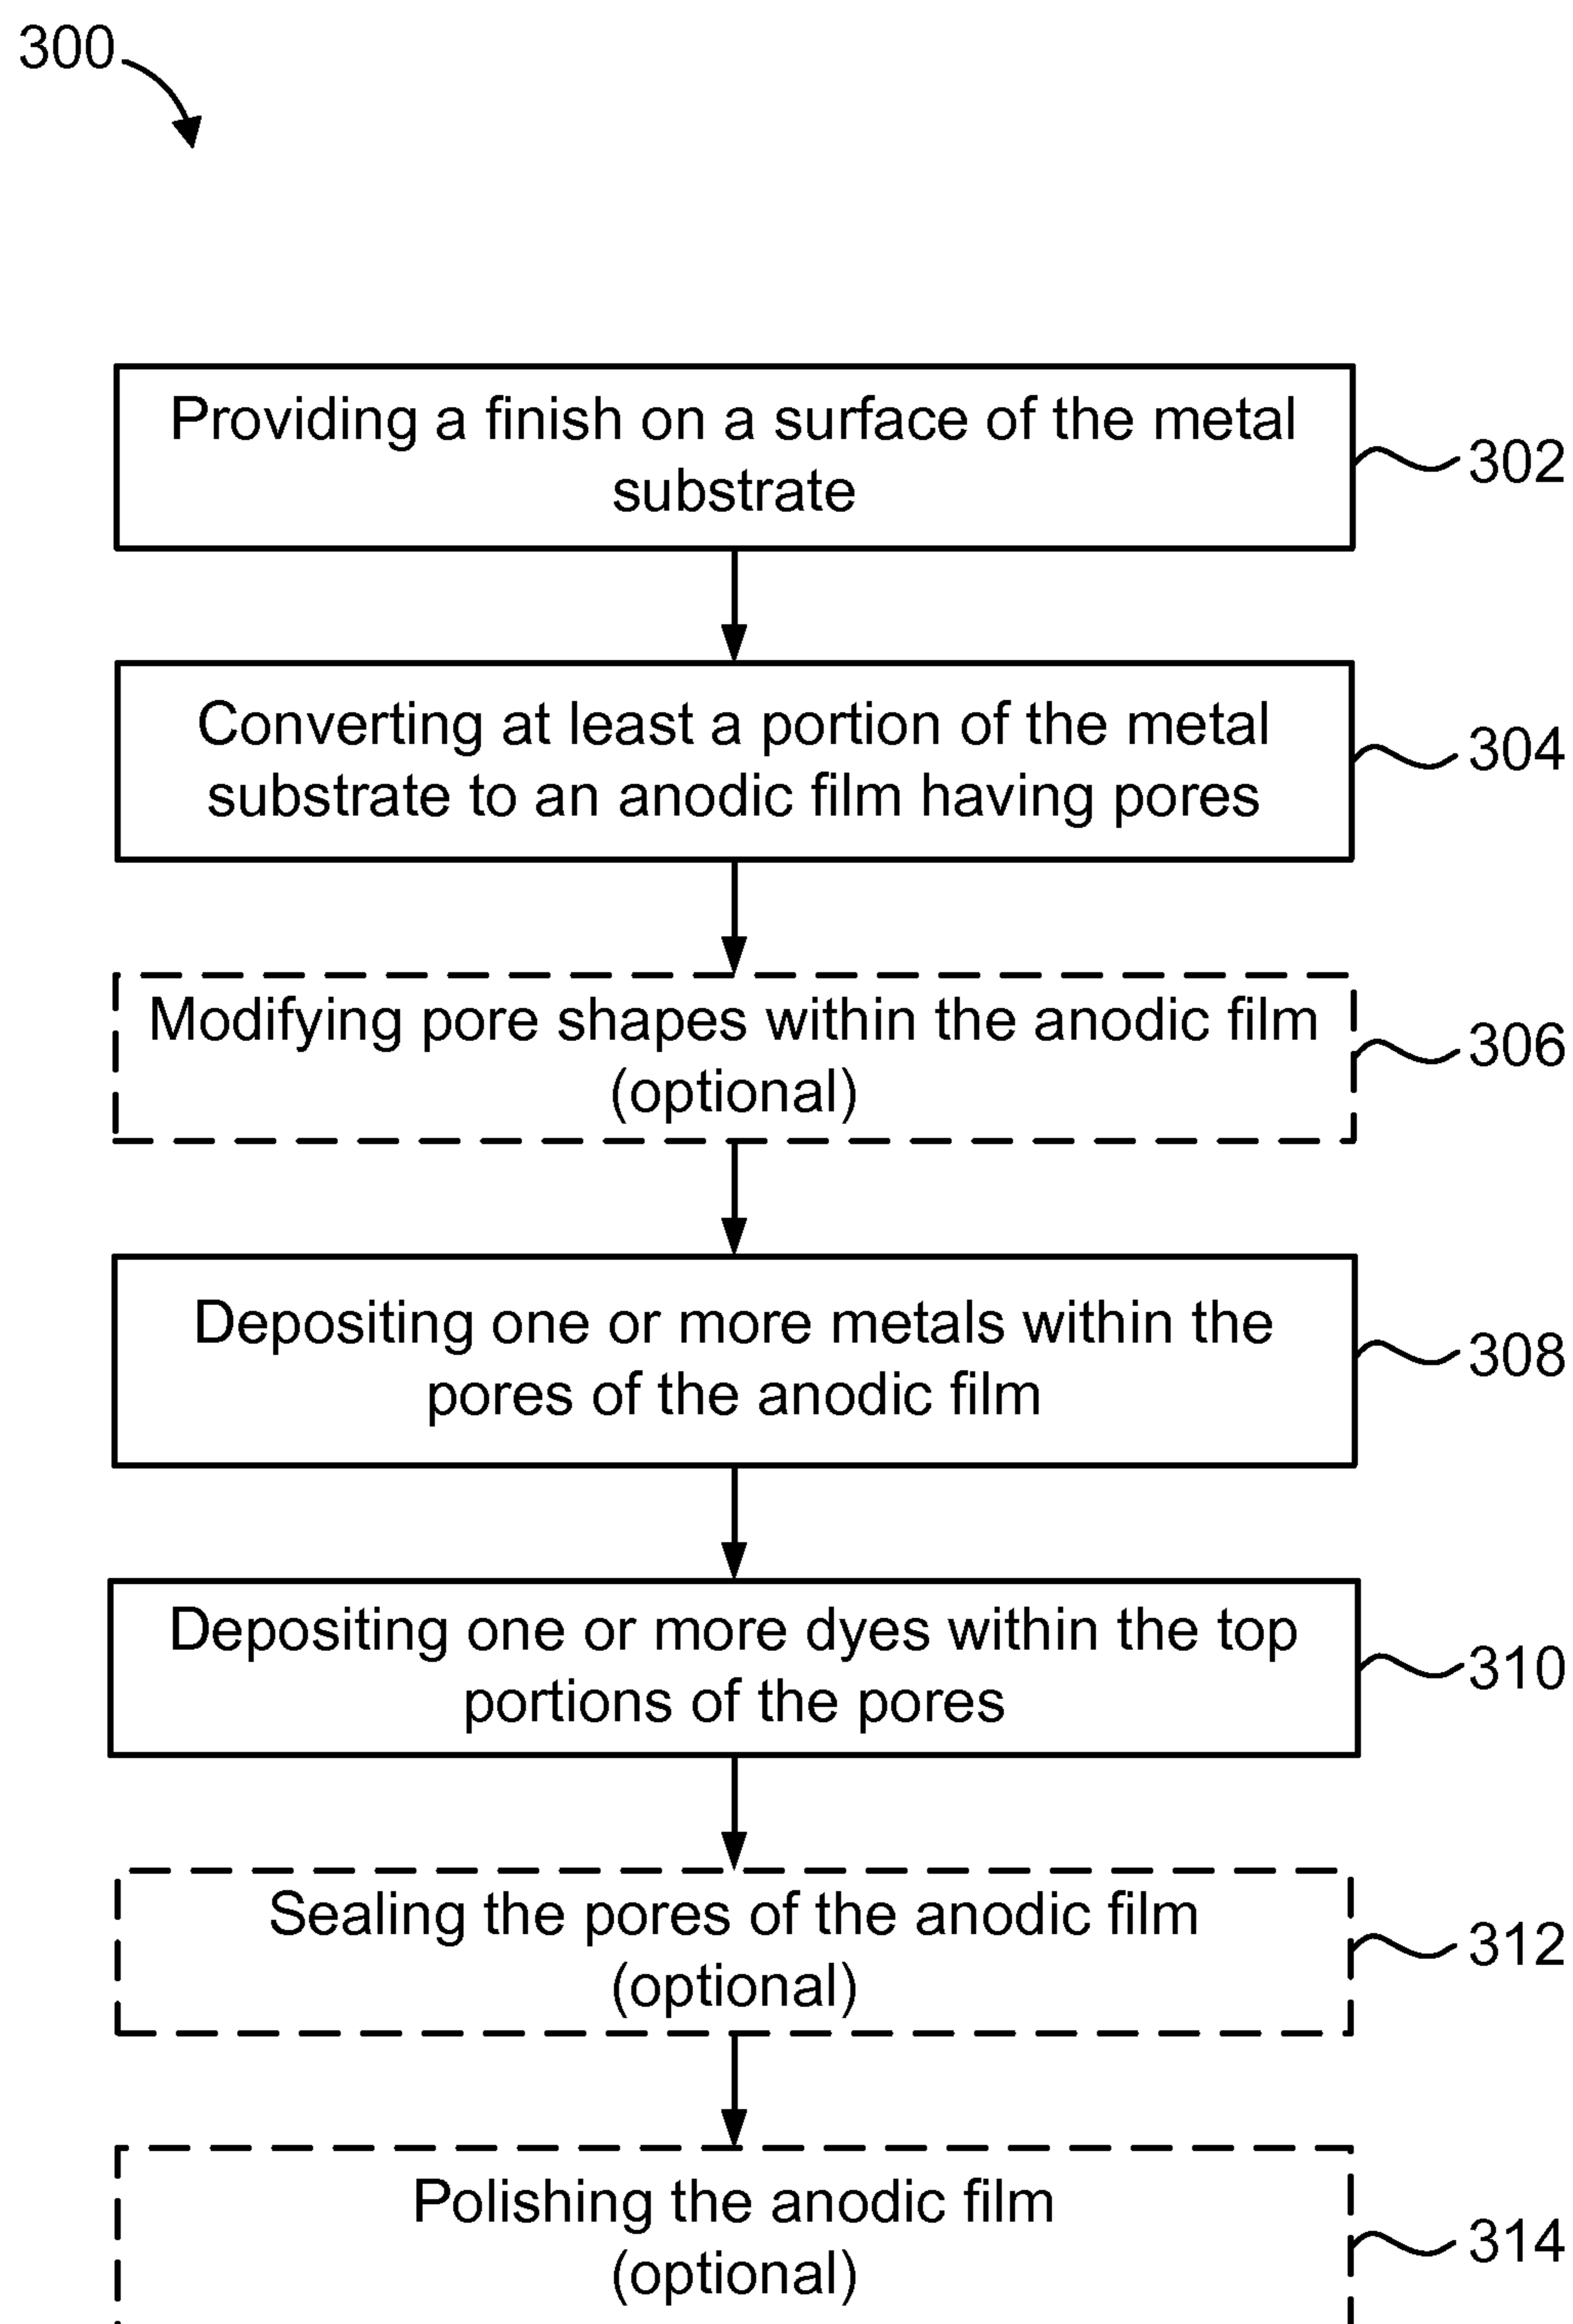 300
Providing a finish on a surface of the metal
substrate
302
Converting at least a portion of the metal
substrate to an anodic film having pores
304
Modifying pore shapes within the anodic film
(optional)
306
Depositing one or more metals within the
pores of the anodic film
308
Depositing one or more dyes within the top
portions of the pores
310
Sealing the pores of the anodic film
(optional)
312
Polishing the anodic film
(optional)
314